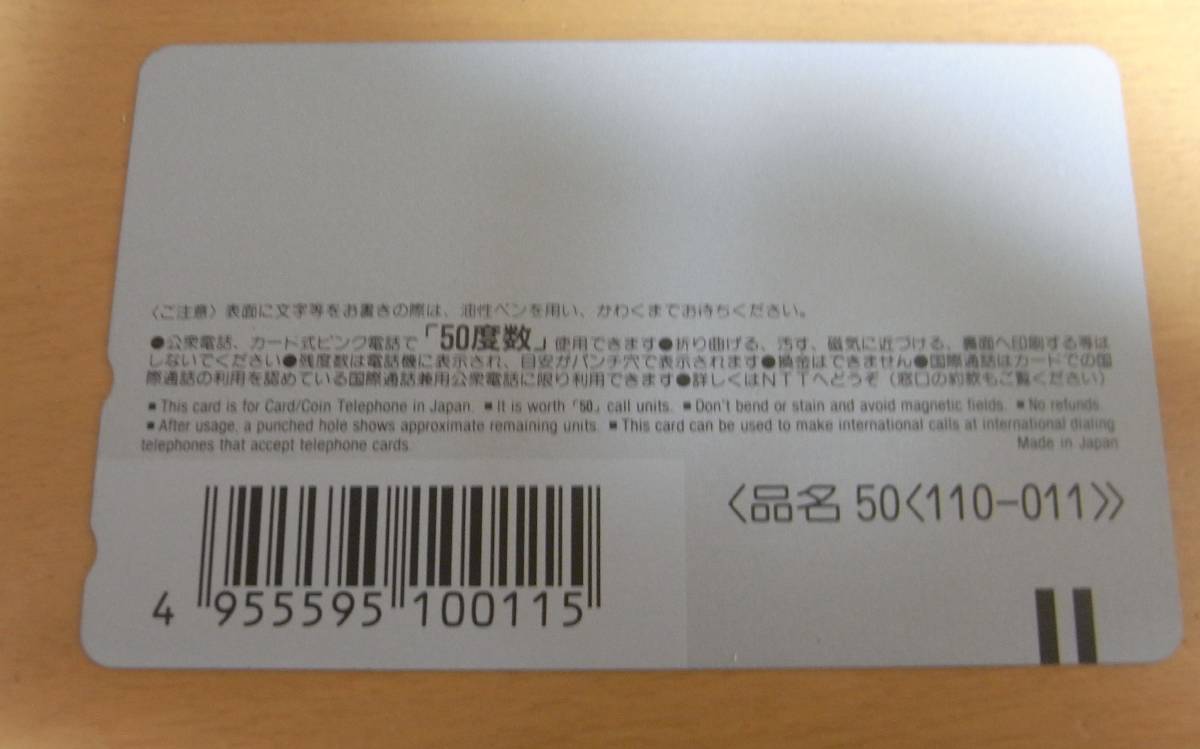 〈ご注意〉表面に文字等をお書きの際は、油性ペンを用い、かわくまでお待ちください。
●公衆電話、カード式ピンク電話で「50度数」使用できます●折り曲げる、汚す、磁気に近づける、裏面へ印刷する等は
しないでください●残度数は電話機に表示され、目安がパンチ穴で表示されます●換金はできません●国際通話はカードでの国
際通話の利用を認めている国際通話兼用公衆電話に限り利用できます●詳しくはNTTへどうぞ（窓口の約款もご覧ください）
■This card is for Card/Coin Telephone in Japan. ■It is worth「50」call units. ■Don't bend or stain and avoid magnetic fields. ■No refunds.
■After usage, a punched hole shows approximate remaining units. ■This card can be used to make international calls at international dialing
telephones that accept telephone cards. Made in Japan
〈品名 50〈110-011〉〉
4 955595 100115